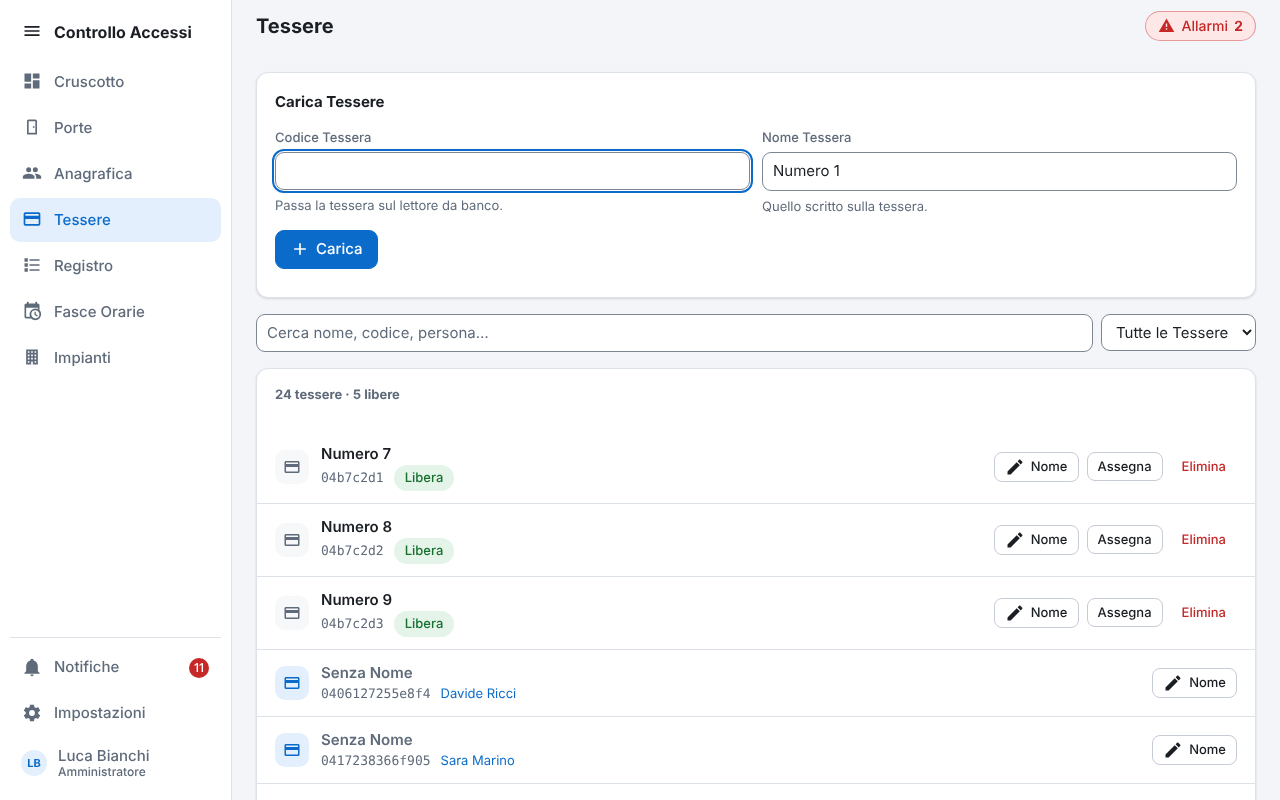 Controllo Accessi
Cruscotto
Porte
Anagrafica
Tessere
Registro
Fasce Orarie
Impianti
Notifiche 11
Impostazioni
LB Luca Bianchi
Amministratore
Tessere
Allarmi 2
Carica Tessere
Codice Tessera
Passa la tessera sul lettore da banco.
Nome Tessera
Numero 1
Quello scritto sulla tessera.
+ Carica
Cerca nome, codice, persona...
Tutte le Tessere
24 tessere · 5 libere
Numero 7
04b7c2d1 Libera
Nome Assegna Elimina
Numero 8
04b7c2d2 Libera
Nome Assegna Elimina
Numero 9
04b7c2d3 Libera
Nome Assegna Elimina
Senza Nome
0406127255e8f4 Davide Ricci
Nome
Senza Nome
0417238366f905 Sara Marino
Nome